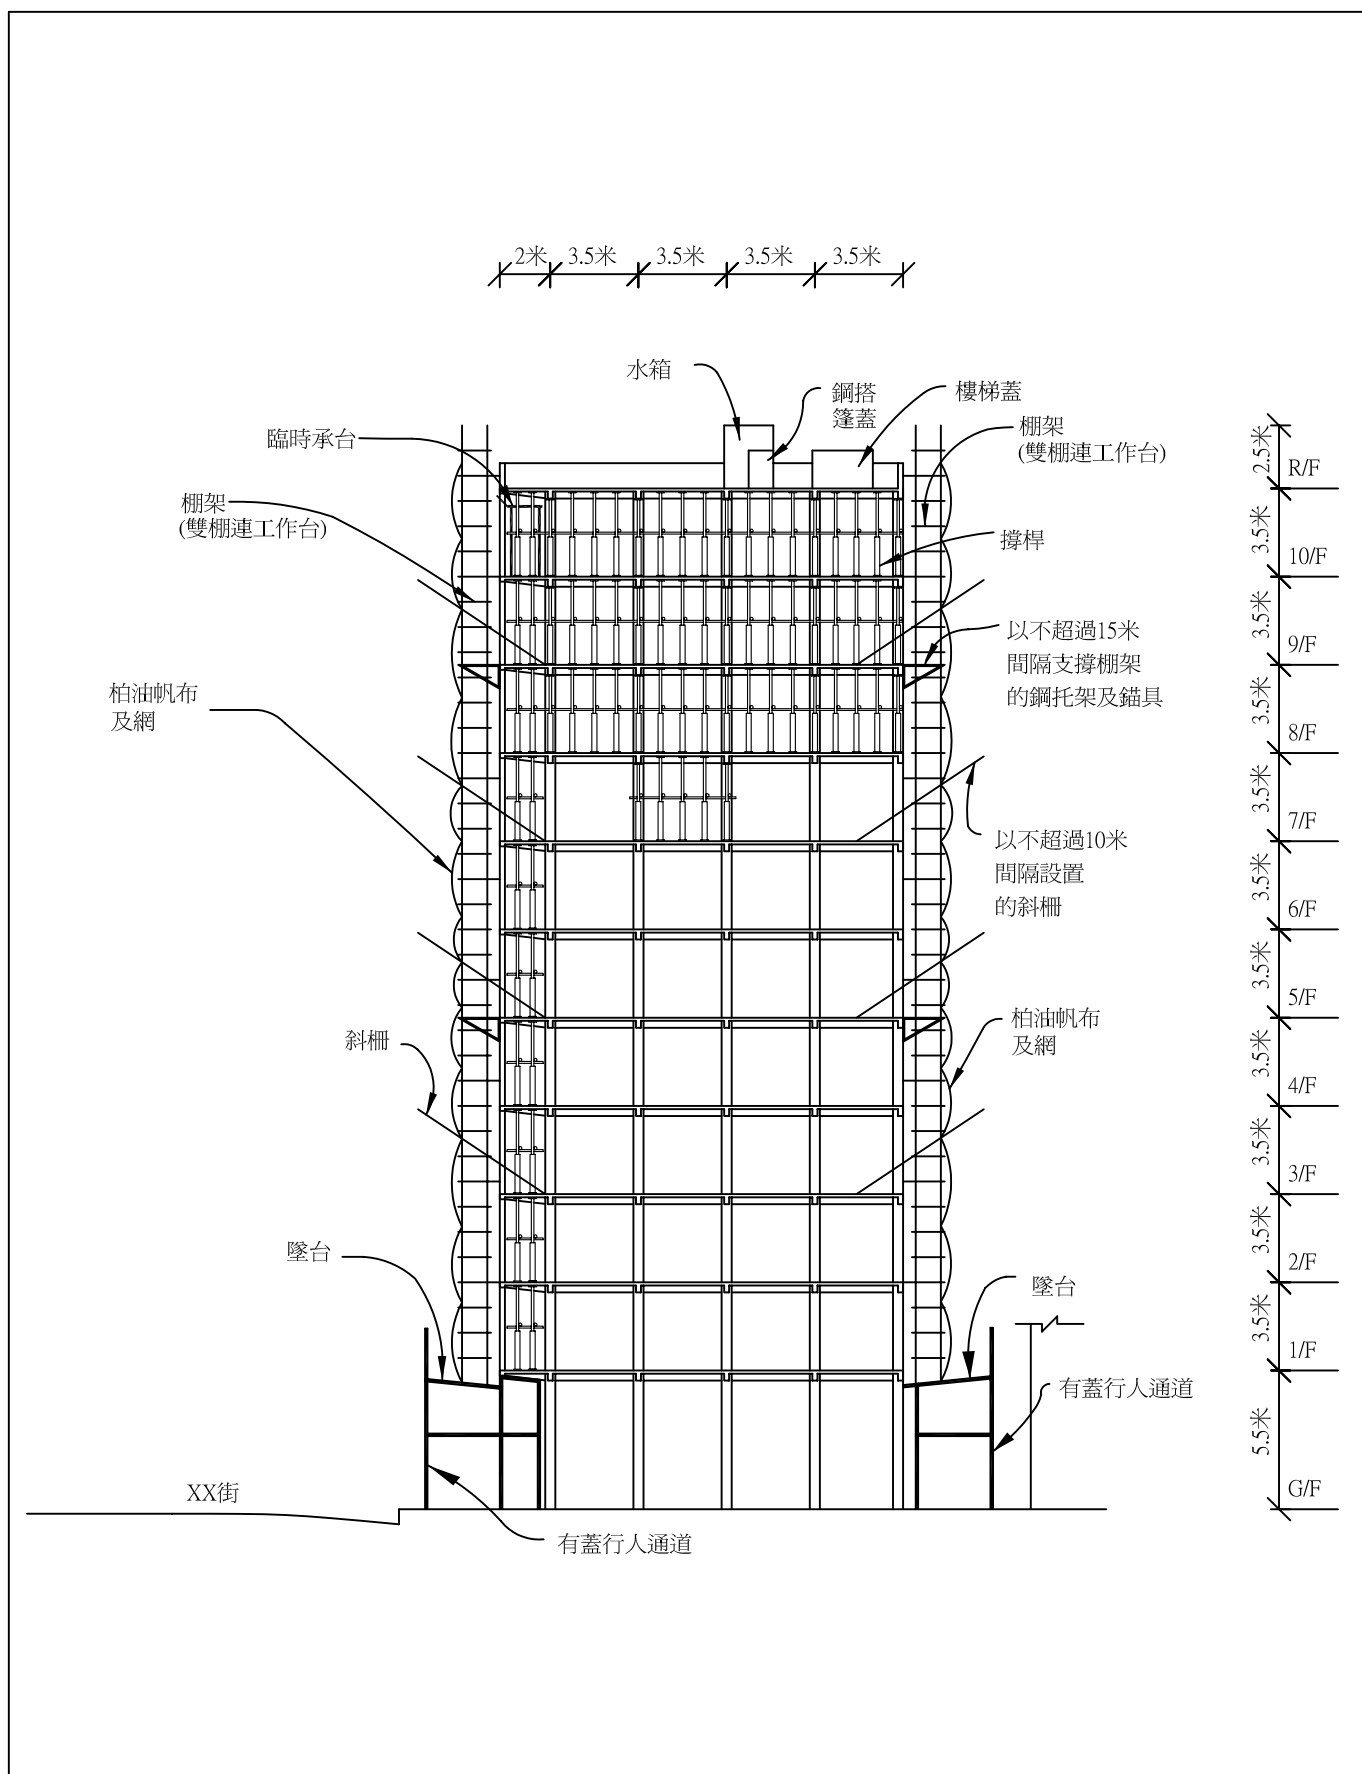 2米
3.5米
3.5米
3.5米
3.5米
水箱
鋼搭
篷蓋
樓梯蓋
臨時承台
棚架
(雙棚連工作台)
棚架
(雙棚連工作台)
撐桿
以不超過15米
間隔支撐棚架
的鋼托架及錨具
柏油帆布
及網
以不超過10米
間隔設置
的斜柵
柏油帆布
及網
斜柵
墜台
墜台
有蓋行人通道
XX街
有蓋行人通道
2.5米
R/F
3.5米
10/F
3.5米
9/F
3.5米
8/F
3.5米
7/F
3.5米
6/F
3.5米
5/F
3.5米
4/F
3.5米
3/F
3.5米
2/F
3.5米
1/F
5.5米
G/F